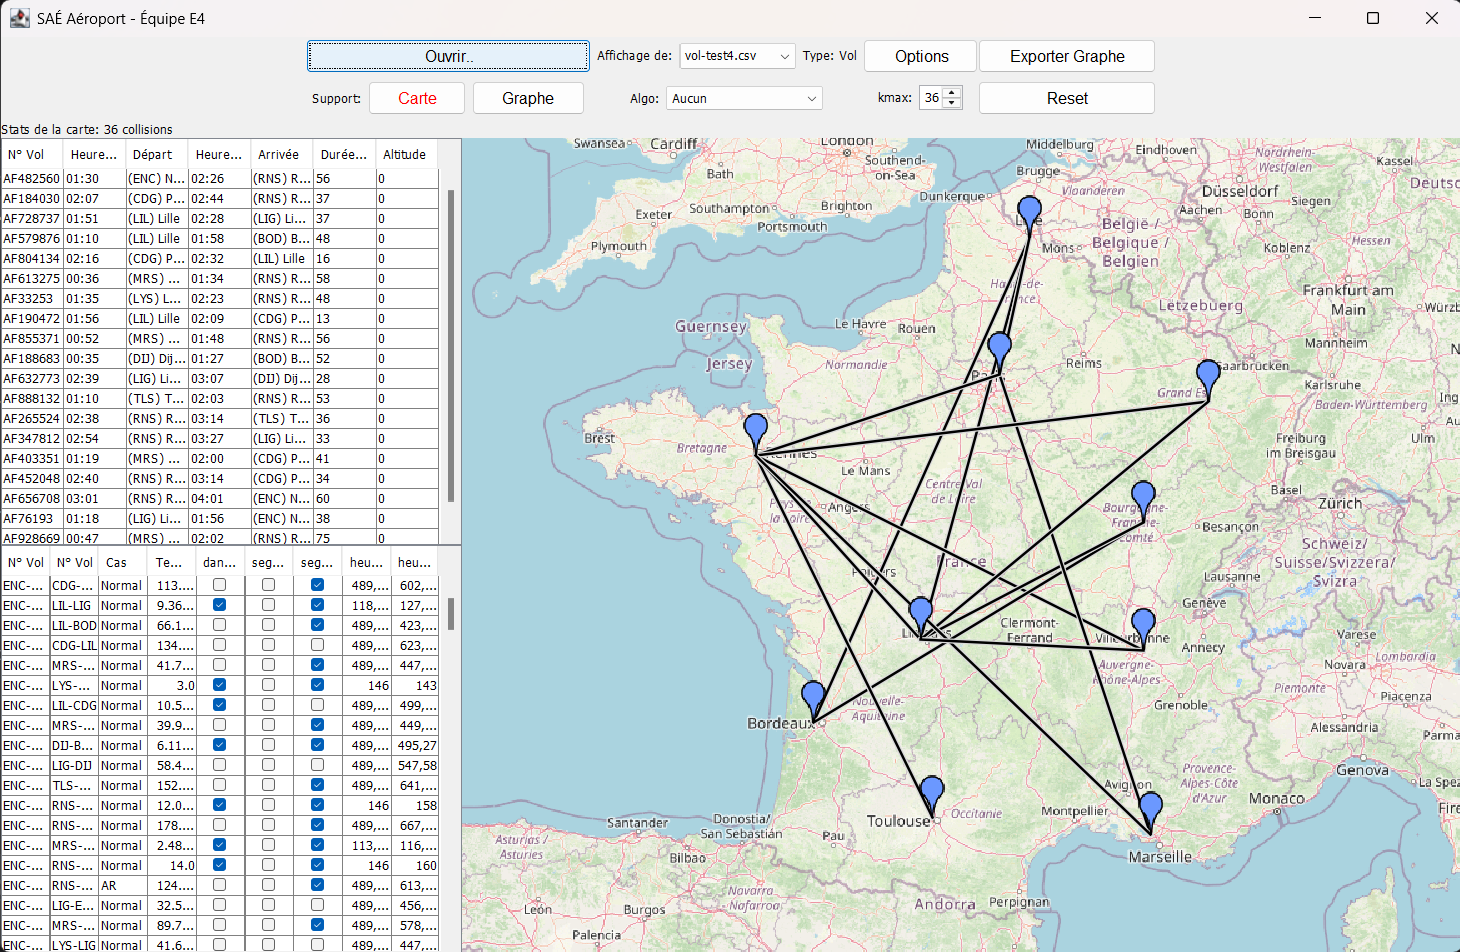 SAÉ Aéroport - Équipe E4
Ouvrir.. Affichage de: vol-test4.csv Type: Vol Options Exporter Graphe
Support: Carte Graphe Algo: Aucun kmax: 36 Reset
Stats de la carte: 36 collisions
N° Vol Heure... Départ Heure... Arrivée Durée... Altitude
AF482560 01:30 (ENC) N... 02:26 (RNS) R... 56 0
AF184030 02:07 (CDG) P... 02:44 (RNS) R... 37 0
AF728737 01:51 (LIL) Lille 02:28 (LIG) Li... 37 0
AF579876 01:10 (LIL) Lille 01:58 (BOD) B... 48 0
AF804134 02:16 (CDG) P... 02:32 (LIL) Lille 16 0
AF613275 00:36 (MRS) ... 01:34 (RNS) R... 58 0
AF33253 01:35 (LYS) L... 02:23 (RNS) R... 48 0
AF190472 01:56 (LIL) Lille 02:09 (CDG) P... 13 0
AF855371 00:52 (MRS) ... 01:48 (RNS) R... 56 0
AF188683 00:35 (DIJ) Dij... 01:27 (BOD) B... 52 0
AF632773 02:39 (LIG) Li... 03:07 (DIJ) Dij... 28 0
AF888132 01:10 (TLS) T... 02:03 (RNS) R... 53 0
AF265524 02:38 (RNS) R... 03:14 (TLS) T... 36 0
AF347812 02:54 (RNS) R... 03:27 (LIG) Li... 33 0
AF403351 01:19 (MRS) ... 02:00 (CDG) P... 41 0
AF452048 02:40 (RNS) R... 03:14 (CDG) P... 34 0
AF656708 03:01 (RNS) R... 04:01 (ENC) N... 60 0
AF76193 01:18 (LIG) Li... 01:56 (ENC) N... 38 0
AF928669 00:47 (MRS) ... 02:02 (RNS) R... 75 0
N° Vol N° Vol Cas Te... dan... seg... seg... heu... heu...
ENC-... CDG-... Normal 113.... 489,... 602,...
ENC-... LIL-LIG Normal 9.36... 118,... 127,...
ENC-... LIL-BOD Normal 66.1... 489,... 423,...
ENC-... CDG-LIL Normal 134.... 489,... 623,...
ENC-... MRS-... Normal 41.7... 489,... 447,...
ENC-... LYS-... Normal 3.0 146 143
ENC-... LIL-CDG Normal 10.5... 489,... 499,...
ENC-... MRS-... Normal 39.9... 489,... 449,...
ENC-... DIJ-B... Normal 6.11... 489,... 495,27
ENC-... LIG-DIJ Normal 58.4... 489,... 547,58
ENC-... TLS-... Normal 152.... 489,... 641,...
ENC-... RNS-... Normal 12.0... 146 158
ENC-... RNS-... Normal 178.... 489,... 667,...
ENC-... MRS-... Normal 2.48... 113,... 116,...
ENC-... RNS-... Normal 14.0 146 160
ENC-... RNS-... AR 124.... 489,... 613,...
ENC-... LIG-E... Normal 32.5... 489,... 456,...
ENC-... MRS-... Normal 89.7... 489,... 578,...
ENC-... LYS-LIG Normal 41.6... 489,... 447,...
Swansea Cardiff London Middelburg Eindhoven Nordrhein-Westfalen Kassel
Bath Southend-on-Sea Brugge Vlaanderen Düsseldorf
Exeter Southampton Brighton Dunkerque Aachen Bonn Siegen
Plymouth Portsmouth België / Belgique / Belgien Mons Koblenz Hessen
Hauts-de-France Lëtzebuerg Frankfurt am Main
Guernsey Le Havre Rouen Mannheim
Jersey Normandie Reims Saarbrücken Karlsruhe
Grand Est Baden-Württemberg
Brest Bretagne Le Mans Freiburg im Breisgau Ulm
Centre-Val de Loire Basel Zürich
Angers Besançon
Schweiz/Suisse/Svizzera/Svizra
France Lausanne
Clermont-Ferrand Villeurbanne Genève Annecy Varese Lombardia
Auvergne-Rhône-Alpes Novara
Bordeaux Nouvelle-Aquitaine Grenoble Piemonte Piacenza
Alessandria Parma
Provence-Alpes-Côte d'Azur Genova La Spezia
Toulouse Occitanie Montpellier Avignon Monaco
Santander Donostia/San Sebastián Pau Marseille
Asturias / Asturies Bilbao
León Burgos Navarra - Nafarroa Andorra Perpignan
Palencia